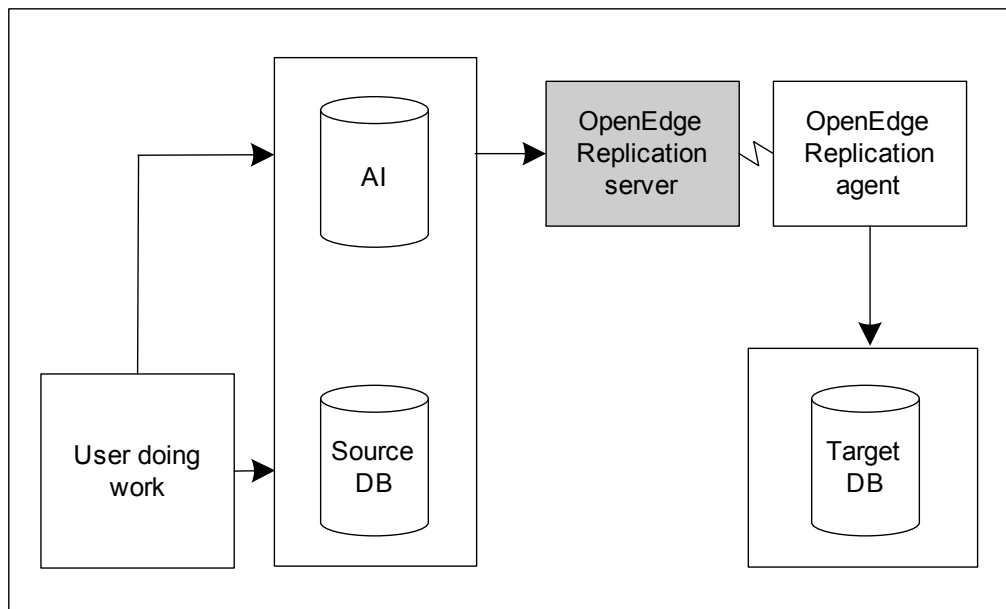 AI
OpenEdge
Replication
server
OpenEdge
Replication
agent
User doing
work
Source
DB
Target
DB